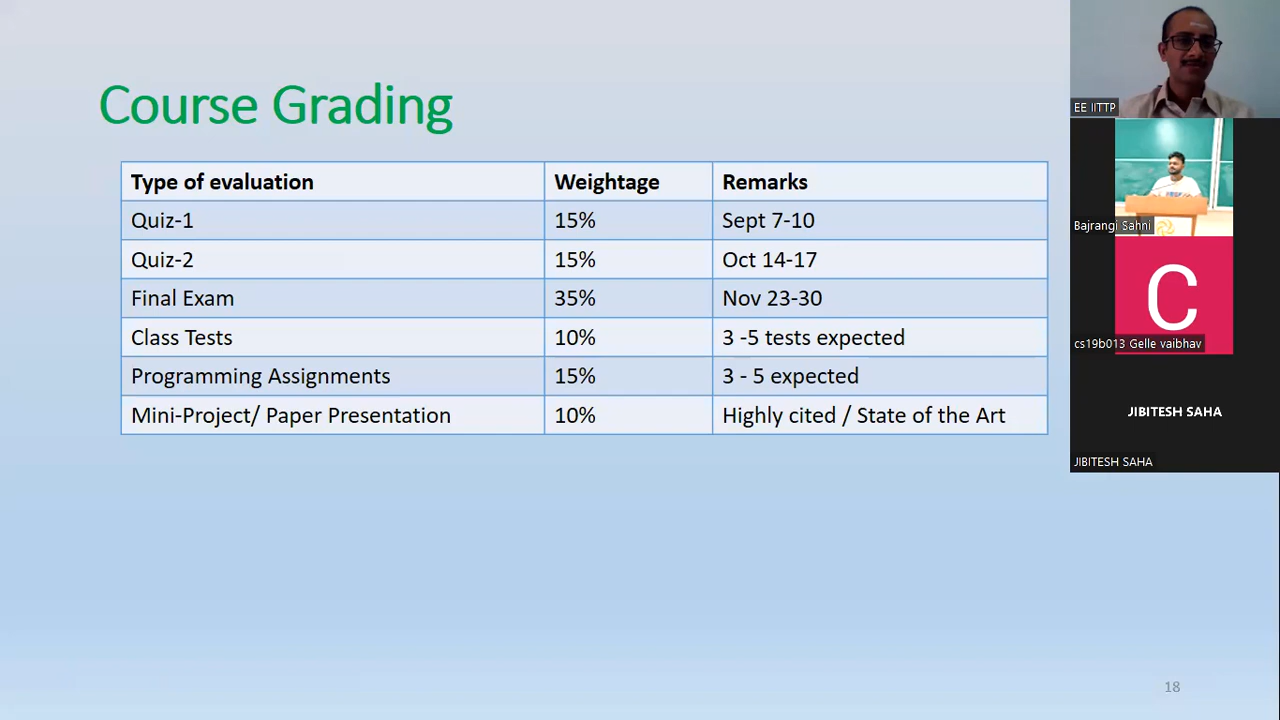 Course Grading
Type of evaluation Weightage Remarks
Quiz-1 15% Sept 7-10
Quiz-2 15% Oct 14-17
Final Exam 35% Nov 23-30
Class Tests 10% 3 -5 tests expected
Programming Assignments 15% 3 - 5 expected
Mini-Project/ Paper Presentation 10% Highly cited / State of the Art
18
EE IITTP
Bajrangi Sahni
C
cs19b013 Gelle vaibhav
JIBITESH SAHA
JIBITESH SAHA